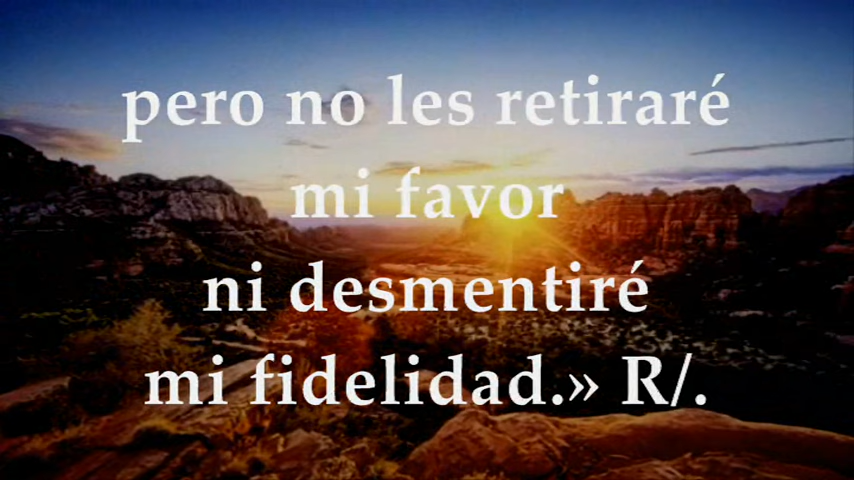 pero no les retiraré
mi favor
ni desmentiré
mi fidelidad.» R/.